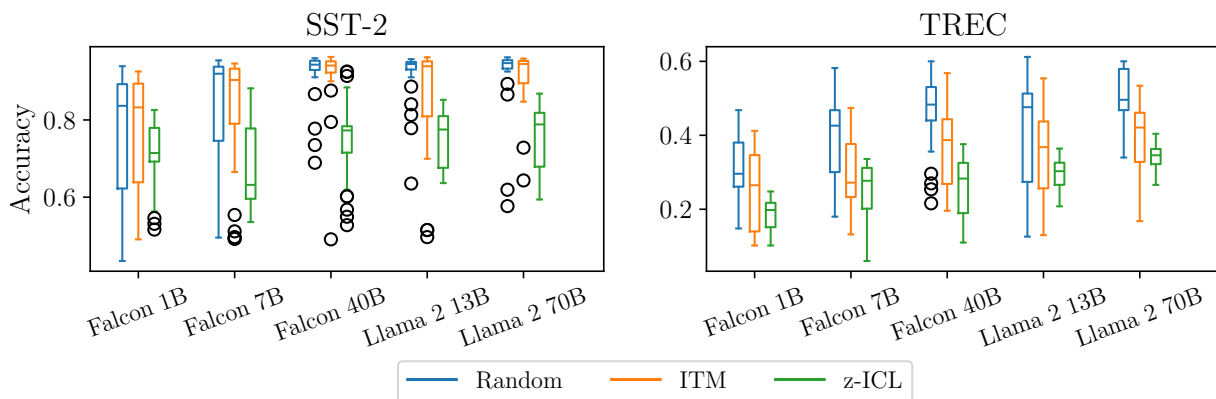 SST-2
TREC
Accuracy
0.8
0.6
0.6
0.4
0.2
Falcon 1B
Falcon 7B
Falcon 40B
Llama 2 13B
Llama 2 70B
Falcon 1B
Falcon 7B
Falcon 40B
Llama 2 13B
Llama 2 70B
Random
ITM
z-ICL